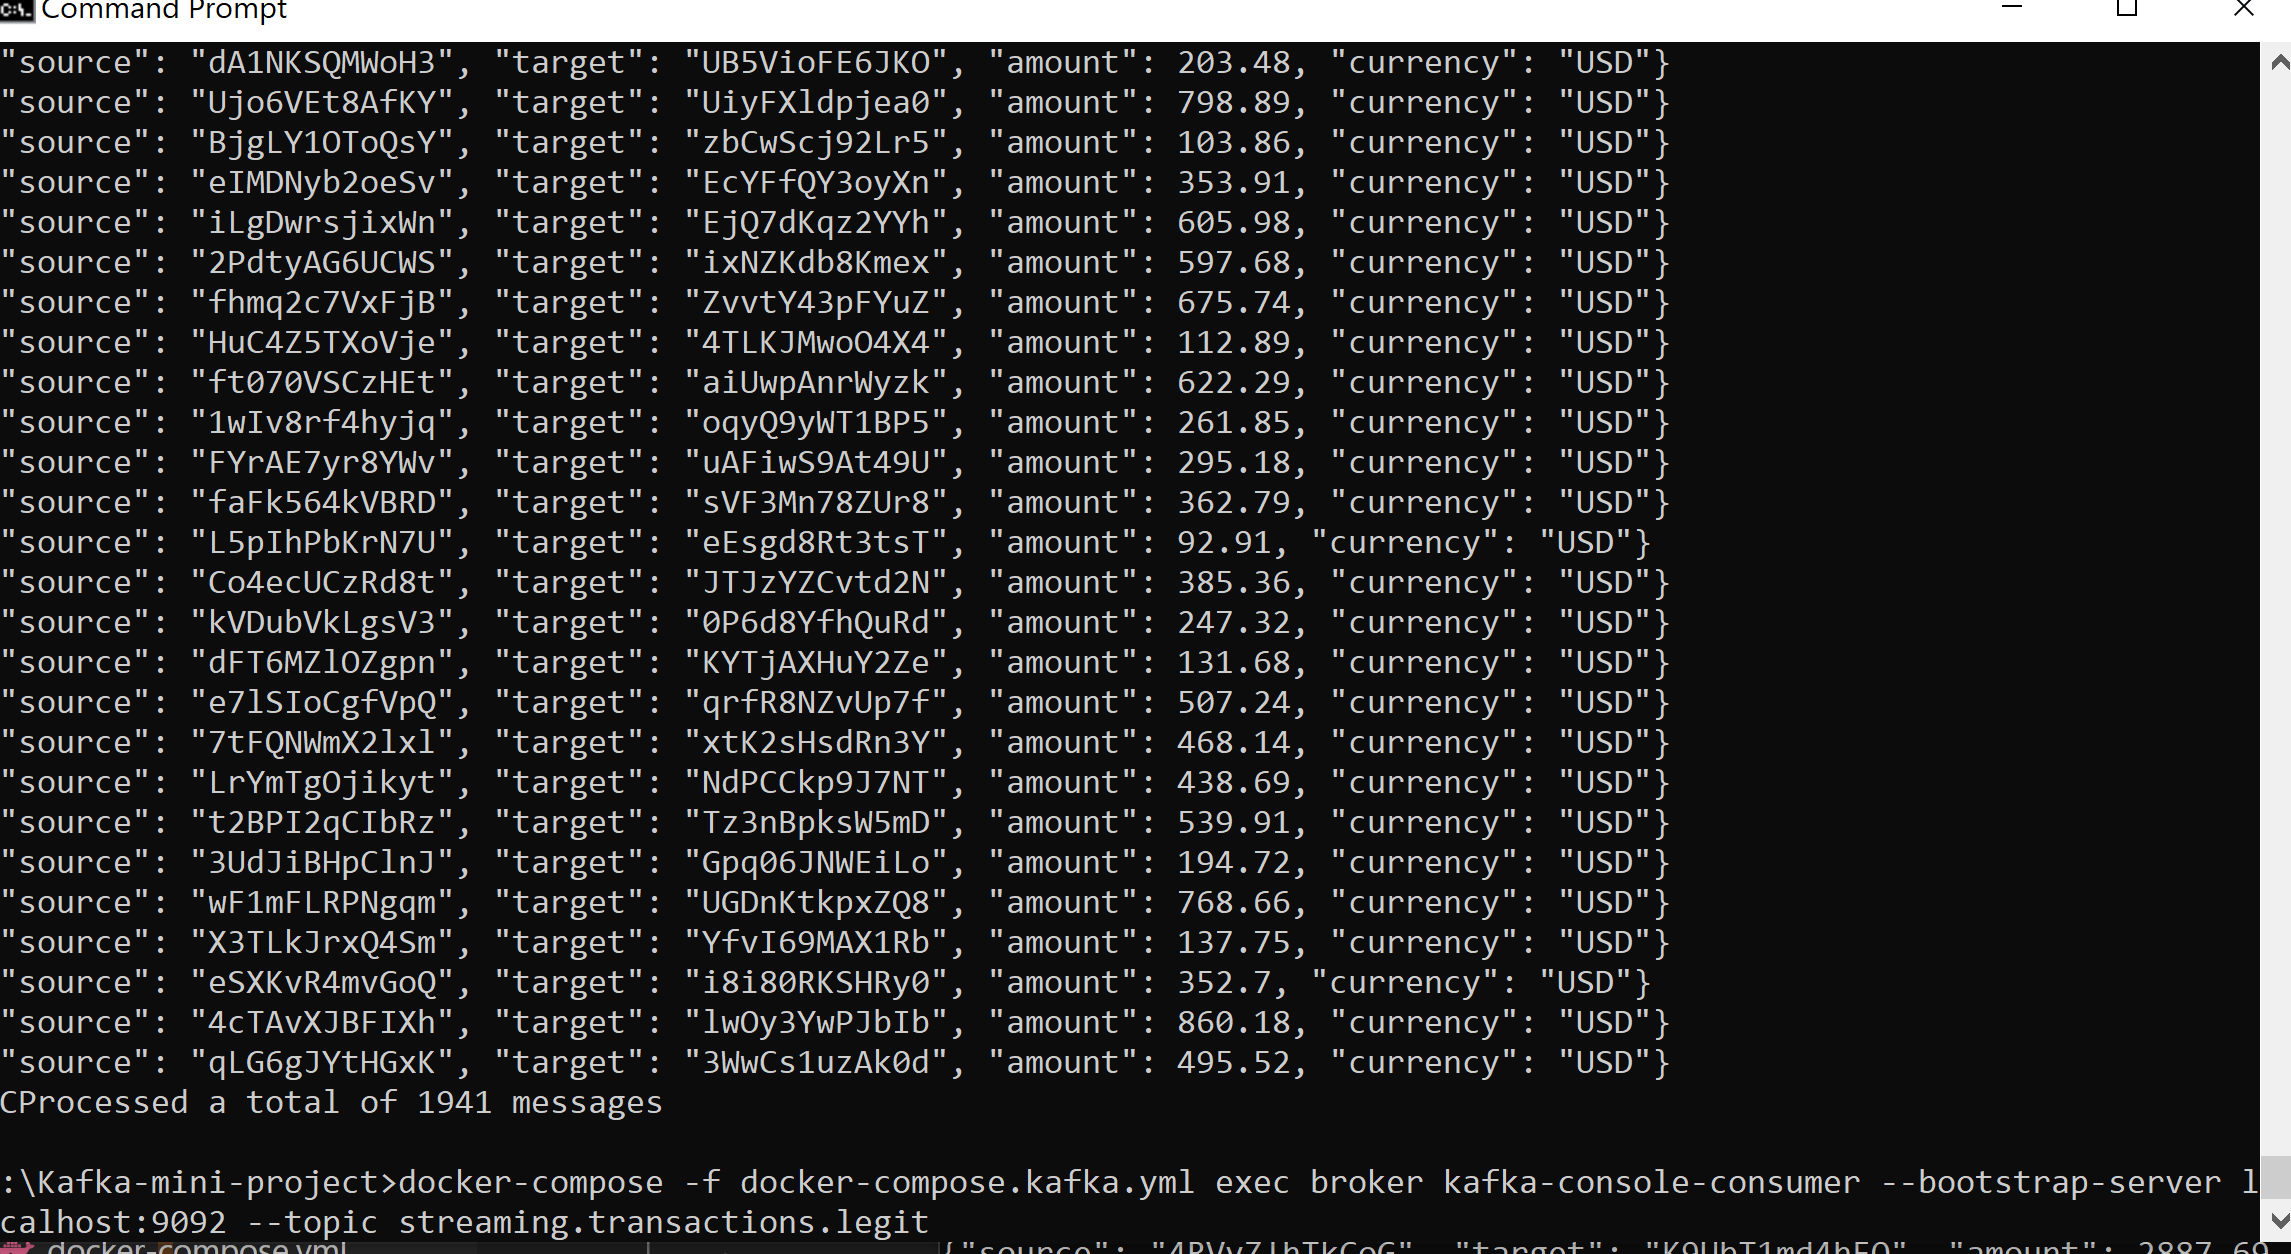 Command Prompt
"source": "dA1NKSQMWoH3", "target": "UB5VioFE6JKO", "amount": 203.48, "currency": "USD"}
"source": "Ujo6VEt8AfKY", "target": "UiyFXldpjea0", "amount": 798.89, "currency": "USD"}
"source": "BjgLY1OToQsY", "target": "zbCwScj92Lr5", "amount": 103.86, "currency": "USD"}
"source": "eIMDNyb2oeSv", "target": "EcYFfQY3oyXn", "amount": 353.91, "currency": "USD"}
"source": "iLgDwrsjixWn", "target": "EjQ7dKqz2YYh", "amount": 605.98, "currency": "USD"}
"source": "2PdtyAG6UCWS", "target": "ixNZKdb8Kmex", "amount": 597.68, "currency": "USD"}
"source": "fhmq2c7VxFjB", "target": "ZvvtY43pFYuZ", "amount": 675.74, "currency": "USD"}
"source": "HuC4Z5TXoVje", "target": "4TLKJMwoO4X4", "amount": 112.89, "currency": "USD"}
"source": "ft070VSCzHEt", "target": "aiUwpAnrWyzk", "amount": 622.29, "currency": "USD"}
"source": "1wIv8rf4hyjq", "target": "oqyQ9yWT1BP5", "amount": 261.85, "currency": "USD"}
"source": "FYrAE7yr8YWv", "target": "uAFiwS9At49U", "amount": 295.18, "currency": "USD"}
"source": "faFk564kVBRD", "target": "sVF3Mn78ZUr8", "amount": 362.79, "currency": "USD"}
"source": "L5pIhPbKrN7U", "target": "eEsgd8Rt3tsT", "amount": 92.91, "currency": "USD"}
"source": "Co4ecUCzRd8t", "target": "JTJzYZCvtd2N", "amount": 385.36, "currency": "USD"}
"source": "kVDubVkLgsV3", "target": "0P6d8YfhQuRd", "amount": 247.32, "currency": "USD"}
"source": "dFT6MZlOZgpn", "target": "KYTjAXHuY2Ze", "amount": 131.68, "currency": "USD"}
"source": "e7lSIoCgfVpQ", "target": "qrfR8NZvUp7f", "amount": 507.24, "currency": "USD"}
"source": "7tFQNWmX2lxl", "target": "xtK2sHsdRn3Y", "amount": 468.14, "currency": "USD"}
"source": "LrYmTgOjikyt", "target": "NdPCCkp9J7NT", "amount": 438.69, "currency": "USD"}
"source": "t2BPI2qCIbRz", "target": "Tz3nBpksW5mD", "amount": 539.91, "currency": "USD"}
"source": "3UdJiBHpClnJ", "target": "Gpq06JNWEiLo", "amount": 194.72, "currency": "USD"}
"source": "wF1mFLRPNgqm", "target": "UGDnKtkpxZQ8", "amount": 768.66, "currency": "USD"}
"source": "X3TLkJrxQ4Sm", "target": "YfvI69MAX1Rb", "amount": 137.75, "currency": "USD"}
"source": "eSXKvR4mvGoQ", "target": "i8i80RKSHRy0", "amount": 352.7, "currency": "USD"}
"source": "4cTAvXJBFIXh", "target": "lwOy3YwPJbIb", "amount": 860.18, "currency": "USD"}
"source": "qLG6gJYtHGxK", "target": "3WwCs1uzAk0d", "amount": 495.52, "currency": "USD"}
CProcessed a total of 1941 messages
:\Kafka-mini-project>docker-compose -f docker-compose.kafka.yml exec broker kafka-console-consumer --bootstrap-server l
calhost:9092 --topic streaming.transactions.legit
docker-compose.yml {"source": "target": "amount": 2887.69